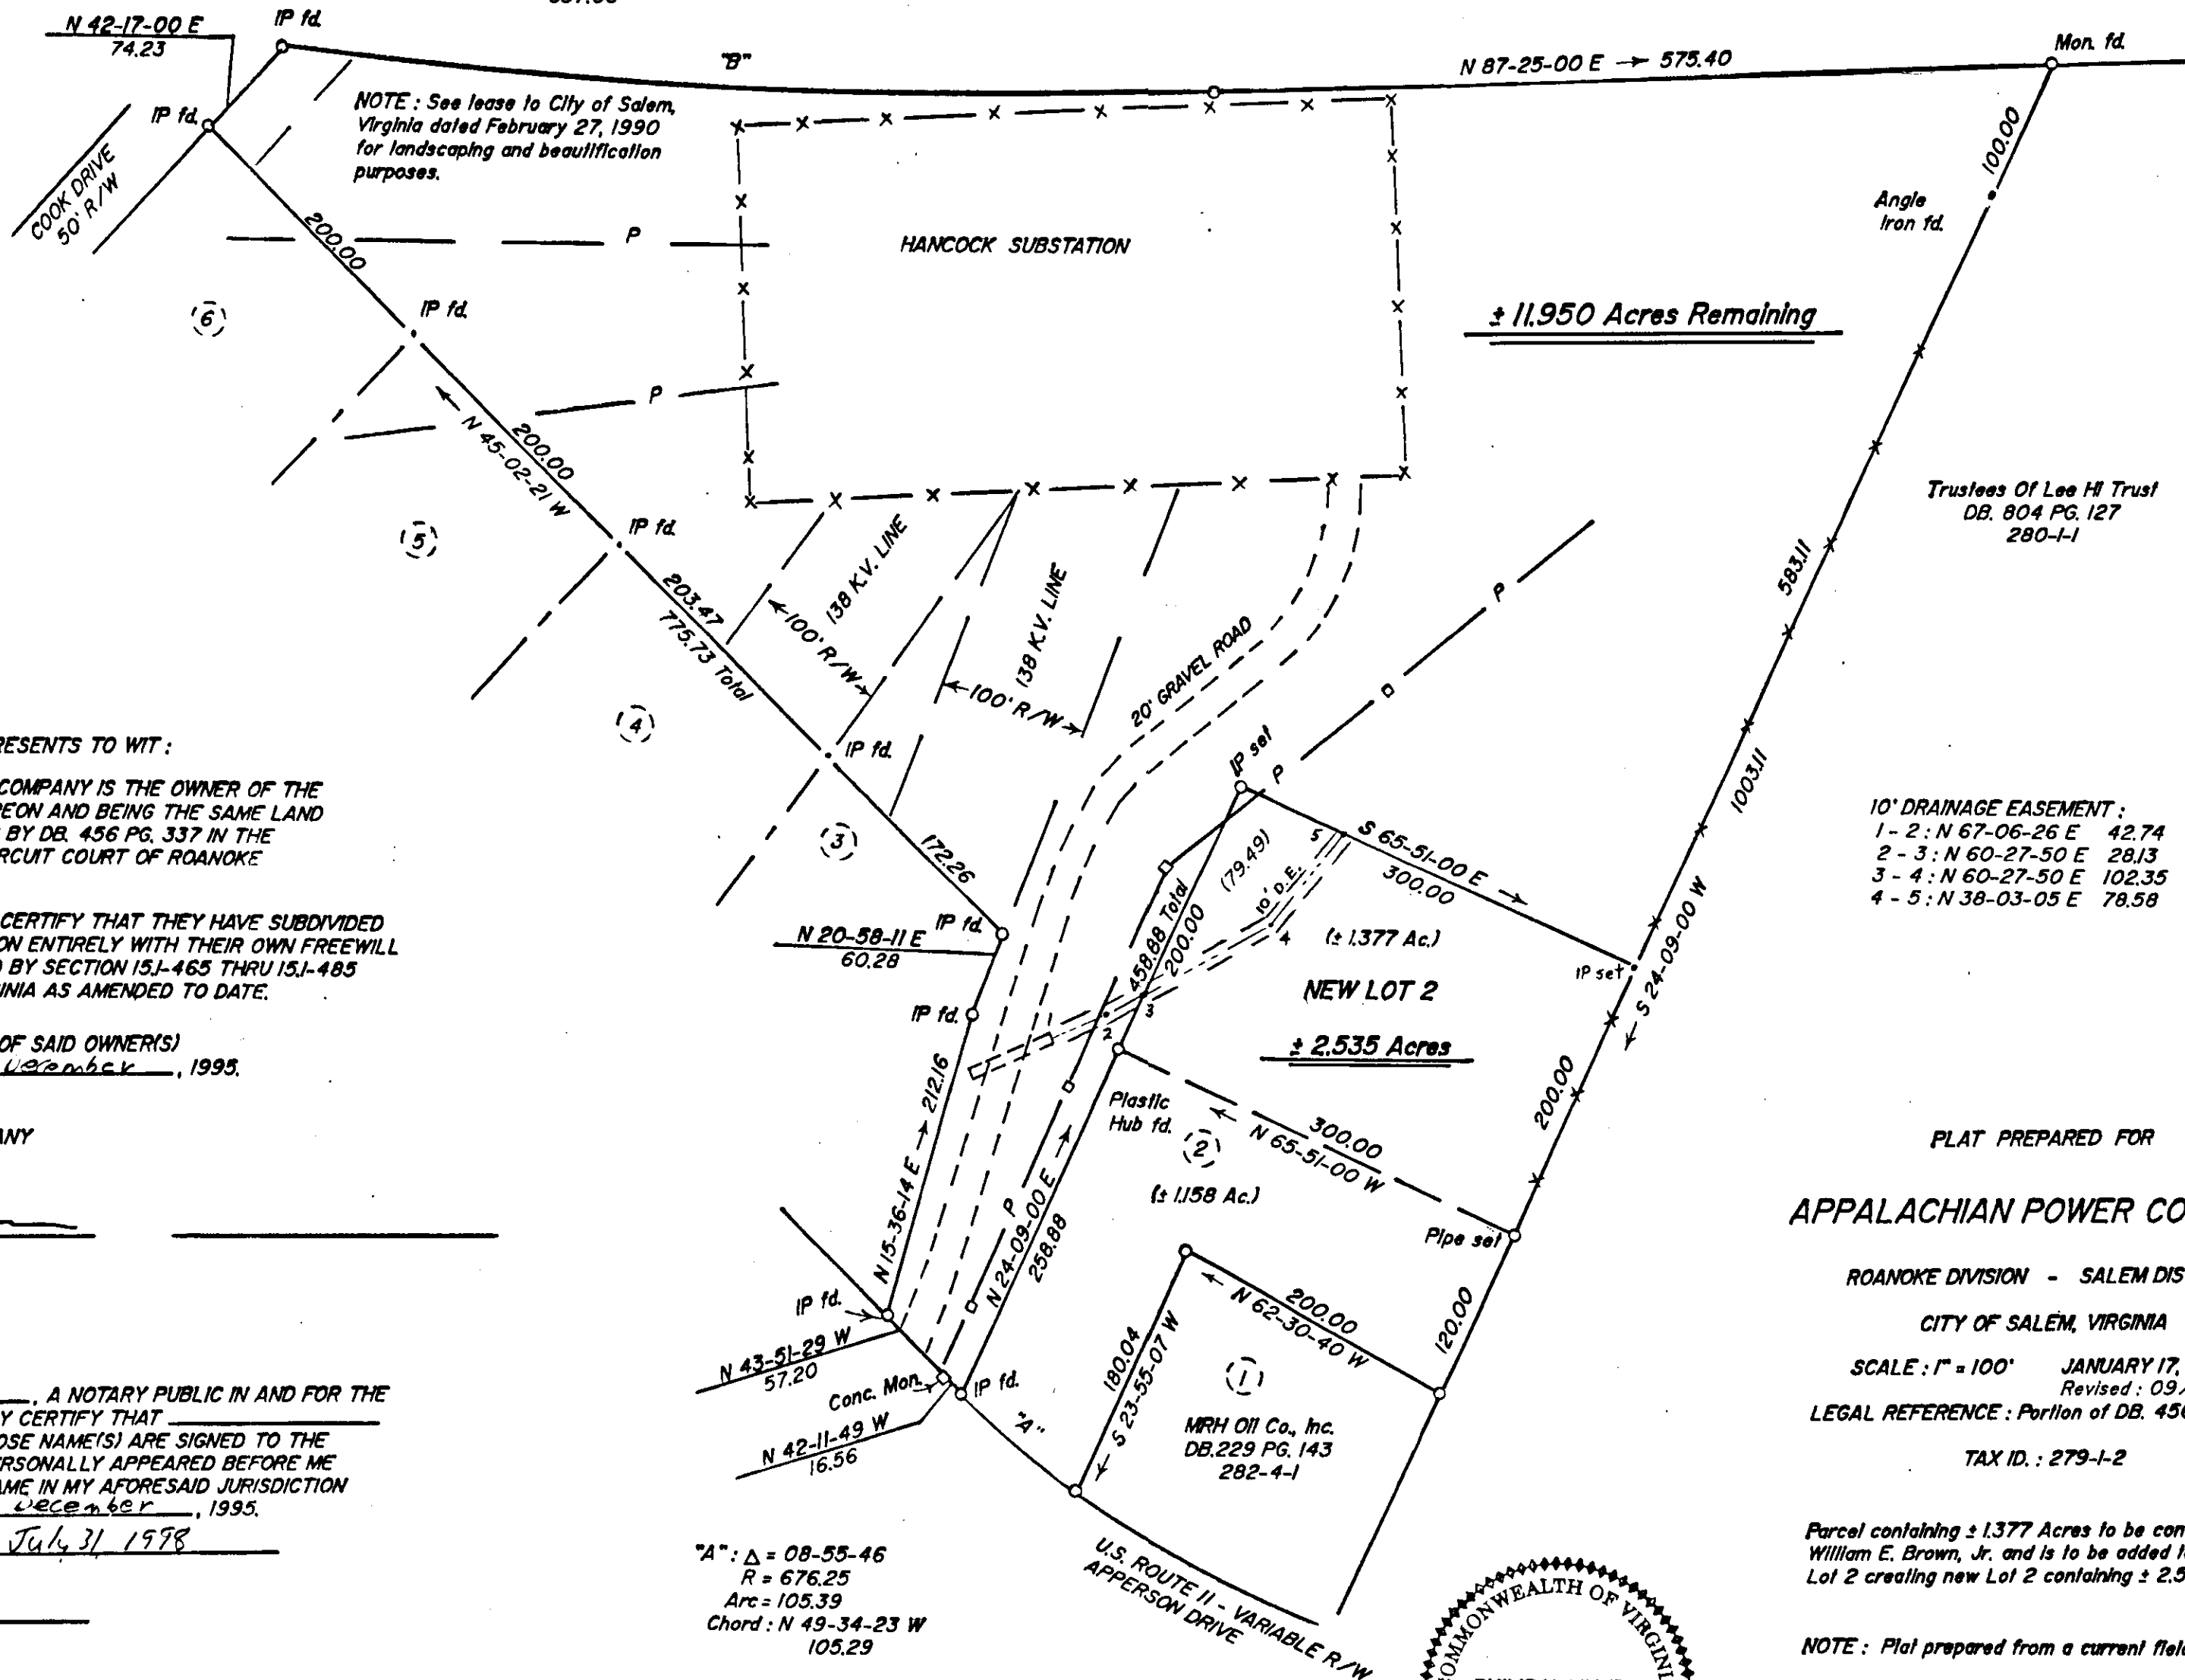 N 42-17-00 E
74.23
IP fd.
IP fd.
COOK DRIVE
50' R/W
NOTE : See lease to City of Salem,
Virginia dated February 27, 1990
for landscaping and beautification
purposes.
"B"
N 87-25-00 E → 575.40
Mon. fd.
100.00
Angle
Iron fd.
HANCOCK SUBSTATION
± 11.950 Acres Remaining
P
P
200.00
6
IP fd.
200.00
N 45-02-21 W
5
IP fd.
203.47
775.73 Total
4
100' R/W
138 K.V. LINE
100' R/W
138 K.V. LINE
20' GRAVEL ROAD
P
583.11
1003.11
Trustees Of Lee Hi Trust
DB. 804 PG. 127
280-1-1
IP fd.
3
172.26
IP fd.
N 20-58-11 E
60.28
IP fd.
IP set
P
5
S 65-51-00 E
300.00
(79.49)
10' D.E.
458.88 Total
200.00
4
(± 1.377 Ac.)
NEW LOT 2
± 2.535 Acres
IP set
S 24-09-00 W
3
2
Plastic
Hub fd.
300.00
N 65-51-00 W
200.00
2
(± 1.158 Ac.)
Pipe set
N 15-36-14 E → 212.16
P
N 24-09-00 E
258.88
IP fd.
N 43-51-29 W
57.20
Conc. Mon.
IP fd.
N 42-11-49 W
16.56
"A"
180.04
S 23-55-07 W
200.00
N 62-30-40 W
120.00
1
MRH Oil Co., Inc.
DB.229 PG. 143
282-4-1
U.S. ROUTE 11 - VARIABLE R/W
APPERSON DRIVE
"A" : Δ = 08-55-46
R = 676.25
Arc = 105.39
Chord : N 49-34-23 W
105.29
10' DRAINAGE EASEMENT :
1 - 2 : N 67-06-26 E 42.74
2 - 3 : N 60-27-50 E 28.13
3 - 4 : N 60-27-50 E 102.35
4 - 5 : N 38-03-05 E 78.58
RESENTS TO WIT :
COMPANY IS THE OWNER OF THE
REON AND BEING THE SAME LAND
BY DB. 456 PG. 337 IN THE
RCUIT COURT OF ROANOKE
CERTIFY THAT THEY HAVE SUBDIVIDED
ON ENTIRELY WITH THEIR OWN FREEWILL
BY SECTION 15.1-465 THRU 15.1-485
INIA AS AMENDED TO DATE.
OF SAID OWNER(S)
December , 1995.
ANY
, A NOTARY PUBLIC IN AND FOR THE
Y CERTIFY THAT
OSE NAME(S) ARE SIGNED TO THE
ERSONALLY APPEARED BEFORE ME
AME IN MY AFORESAID JURISDICTION
December , 1995.
July 31 1998
PLAT PREPARED FOR
APPALACHIAN POWER CO
ROANOKE DIVISION - SALEM DIS
CITY OF SALEM, VIRGINIA
SCALE : 1" = 100' JANUARY 17,
Revised : 09/
LEGAL REFERENCE : Portion of DB. 456
TAX ID. : 279-1-2
Parcel containing ± 1.377 Acres to be con
William E. Brown, Jr. and is to be added t
Lot 2 creating new Lot 2 containing ± 2.5
NOTE : Plat prepared from a current fiel
COMMONWEALTH OF VIRGINI